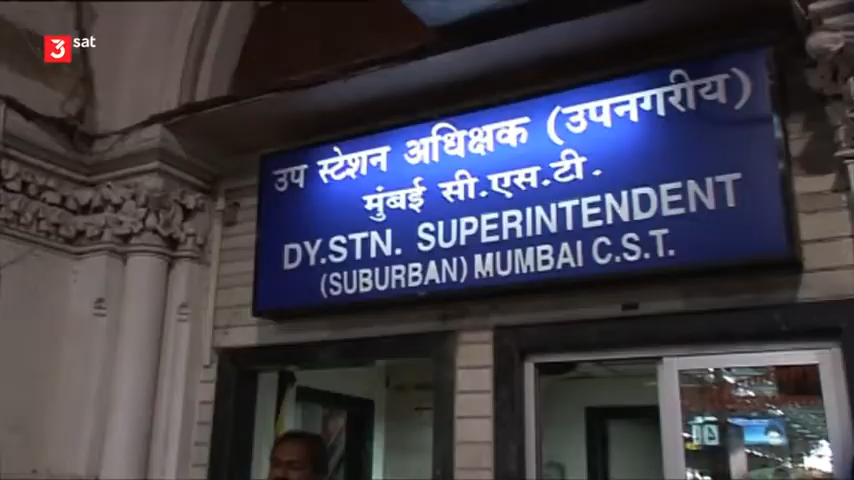 3sat
उप स्टेशन अधिक्षक (उपनगरीय)
मुंबई सी.एस.टी.
DY.STN. SUPERINTENDENT
(SUBURBAN) MUMBAI C.S.T.